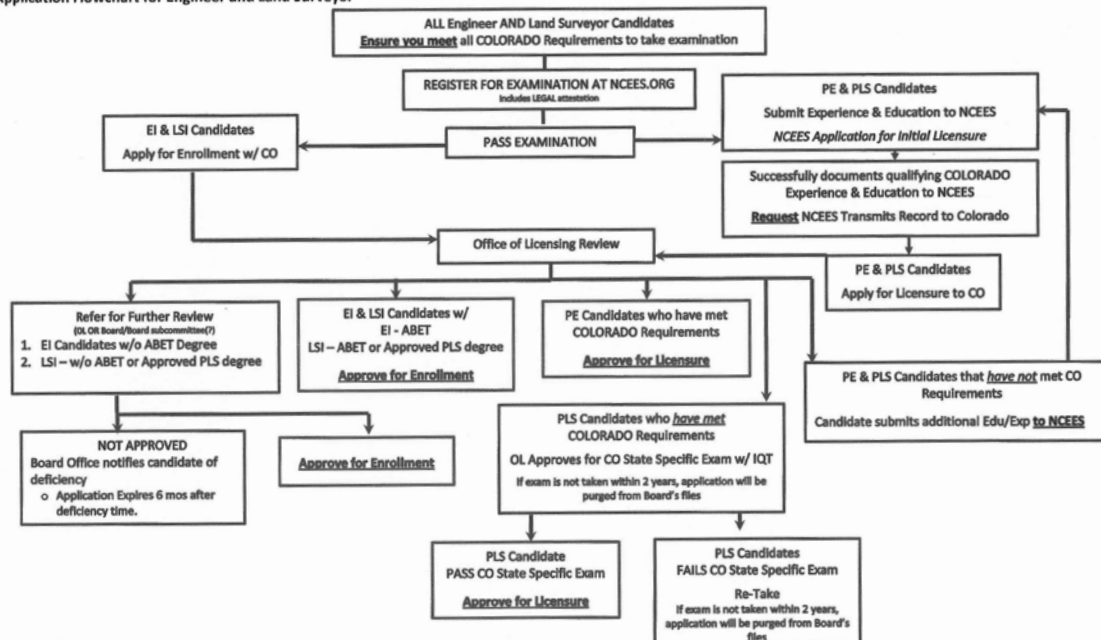 Application Flowchart for Engineer and Land Surveyor
ALL Engineer AND Land Surveyor Candidates
Ensure you meet all COLORADO Requirements to take examination
REGISTER FOR EXAMINATION AT NCEES.ORG
Includes LEGAL attestation
PASS EXAMINATION
EI & LSI Candidates
Apply for Enrollment w/ CO
PE & PLS Candidates
Submit Experience & Education to NCEES
NCEES Application for Initial Licensure
Successfully documents qualifying COLORADO
Experience & Education to NCEES
Request NCEES Transmits Record to Colorado
PE & PLS Candidates
Apply for Licensure to CO
Office of Licensing Review
Refer for Further Review
(OL OR Board/Board subcommittee(?)
1. EI Candidates w/o ABET Degree
2. LSI – w/o ABET or Approved PLS degree
EI & LSI Candidates w/
EI - ABET
LSI – ABET or Approved PLS degree
Approve for Enrollment
PE Candidates who have met
COLORADO Requirements
Approve for Licensure
PE & PLS Candidates that have not met CO
Requirements
Candidate submits additional Edu/Exp to NCEES
NOT APPROVED
Board Office notifies candidate of
deficiency
o Application Expires 6 mos after
deficiency time.
Approve for Enrollment
PLS Candidates who have met
COLORADO Requirements
OL Approves for CO State Specific Exam w/ IQT
If exam is not taken within 2 years, application will be
purged from Board's files
PLS Candidate
PASS CO State Specific Exam
Approve for Licensure
PLS Candidates
FAILS CO State Specific Exam
Re-Take
If exam is not taken within 2 years,
application will be purged from Board's
files